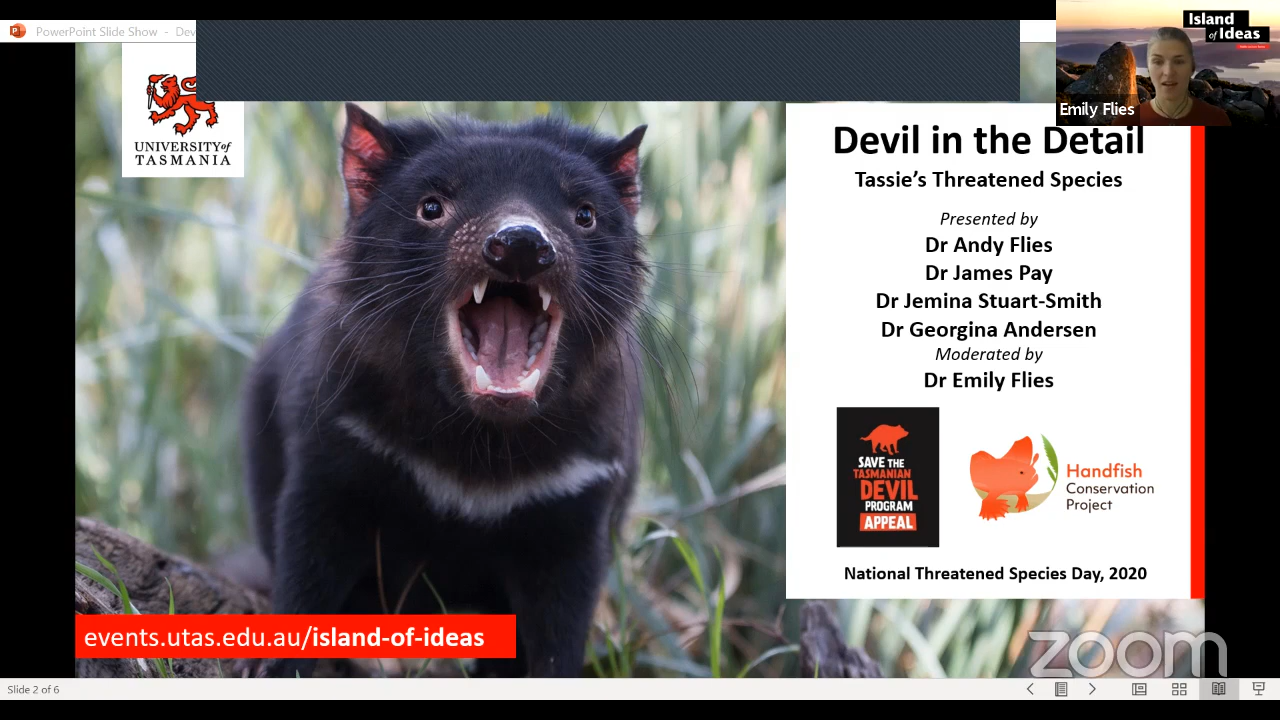 PowerPoint Slide Show - Dev
Island
of Ideas
Emily Flies
UNIVERSITY of
TASMANIA
Devil in the Detail
Tassie's Threatened Species
Presented by
Dr Andy Flies
Dr James Pay
Dr Jemina Stuart-Smith
Dr Georgina Andersen
Moderated by
Dr Emily Flies
SAVE THE
TASMANIAN
DEVIL
PROGRAM
APPEAL
Handfish
Conservation
Project
National Threatened Species Day, 2020
events.utas.edu.au/island-of-ideas
zoom
Slide 2 of 6